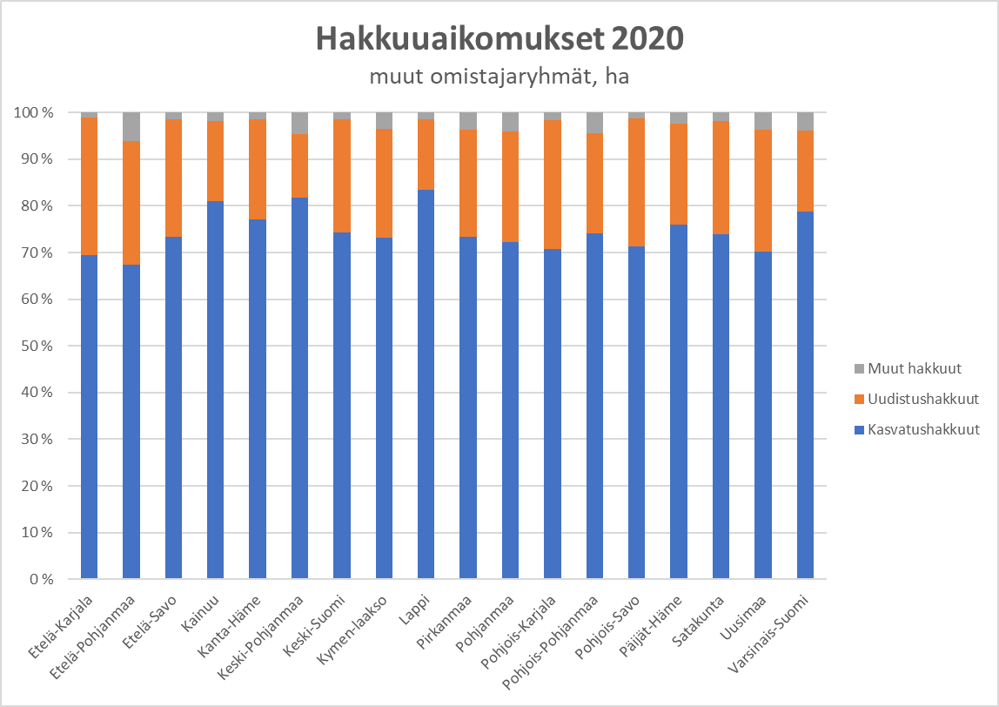 Hakkuuaikomukset 2020
muut omistajaryhmät, ha
100 %
90 %
80 %
70 %
60 %
50 %
40 %
30 %
20 %
10 %
0 %
Etelä-Karjala
Etelä-Pohjanmaa
Etelä-Savo
Kainuu
Kanta-Häme
Keski-Pohjanmaa
Keski-Suomi
Kymen-laakso
Lappi
Pirkanmaa
Pohjanmaa
Pohjois-Karjala
Pohjois-Pohjanmaa
Pohjois-Savo
Päijät-Häme
Satakunta
Uusimaa
Varsinais-Suomi
Muut hakkuut
Uudistushakkuut
Kasvatushakkuut